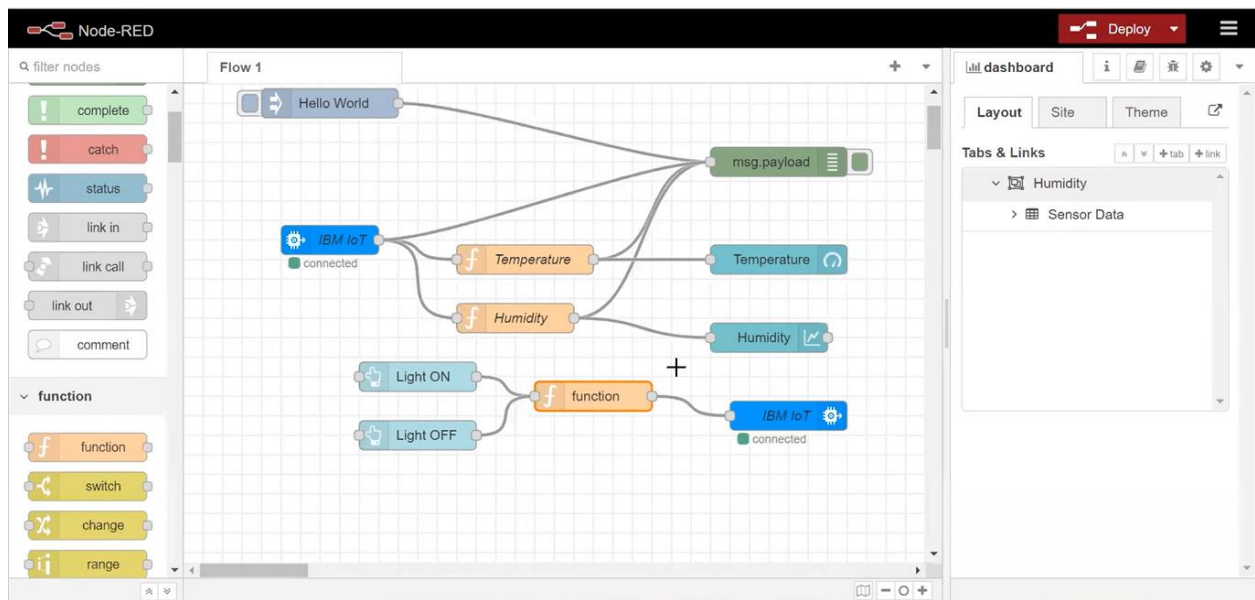 Node-RED
Deploy
filter nodes
Flow 1
dashboard
i
complete
catch
status
link in
link call
link out
comment
function
function
switch
change
range
Hello World
msg.payload
IBM IoT
connected
Temperature
Temperature
Humidity
Humidity
Light ON
function
IBM IoT
connected
Light OFF
Layout
Site
Theme
Tabs & Links
+ tab
+ link
Humidity
Sensor Data